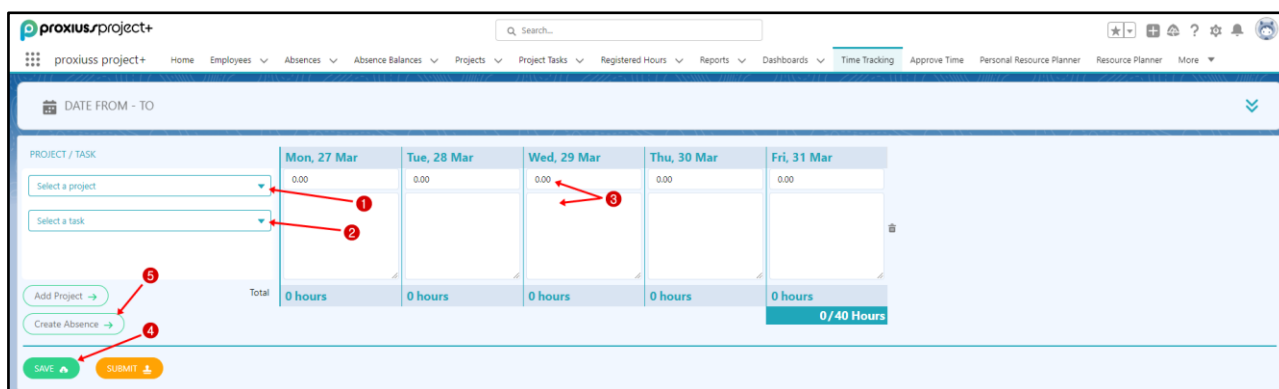 proxius project+
Search...
?
proxiuss project+ Home Employees Absences Absence Balances Projects Project Tasks Registered Hours Reports Dashboards Time Tracking Approve Time Personal Resource Planner Resource Planner More
DATE FROM - TO
PROJECT / TASK Mon, 27 Mar Tue, 28 Mar Wed, 29 Mar Thu, 30 Mar Fri, 31 Mar
Select a project 0.00 0.00 0.00 0.00 0.00
1 3
Select a task
2
5
Add Project → Total 0 hours 0 hours 0 hours 0 hours 0 hours
0/40 Hours
Create Absence →
4
SAVE SUBMIT